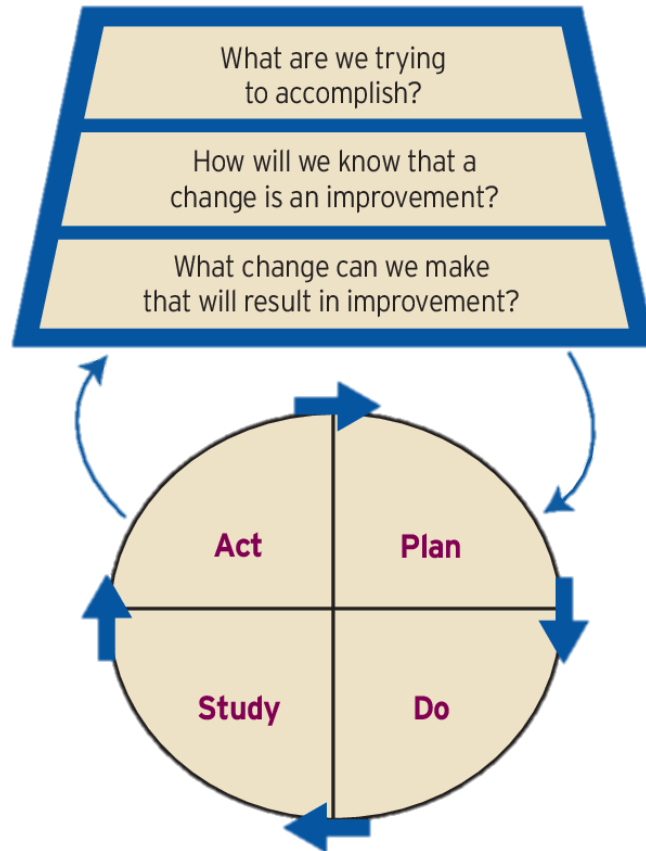 What are we trying
to accomplish?
How will we know that a
change is an improvement?
What change can we make
that will result in improvement?
Act
Plan
Study
Do